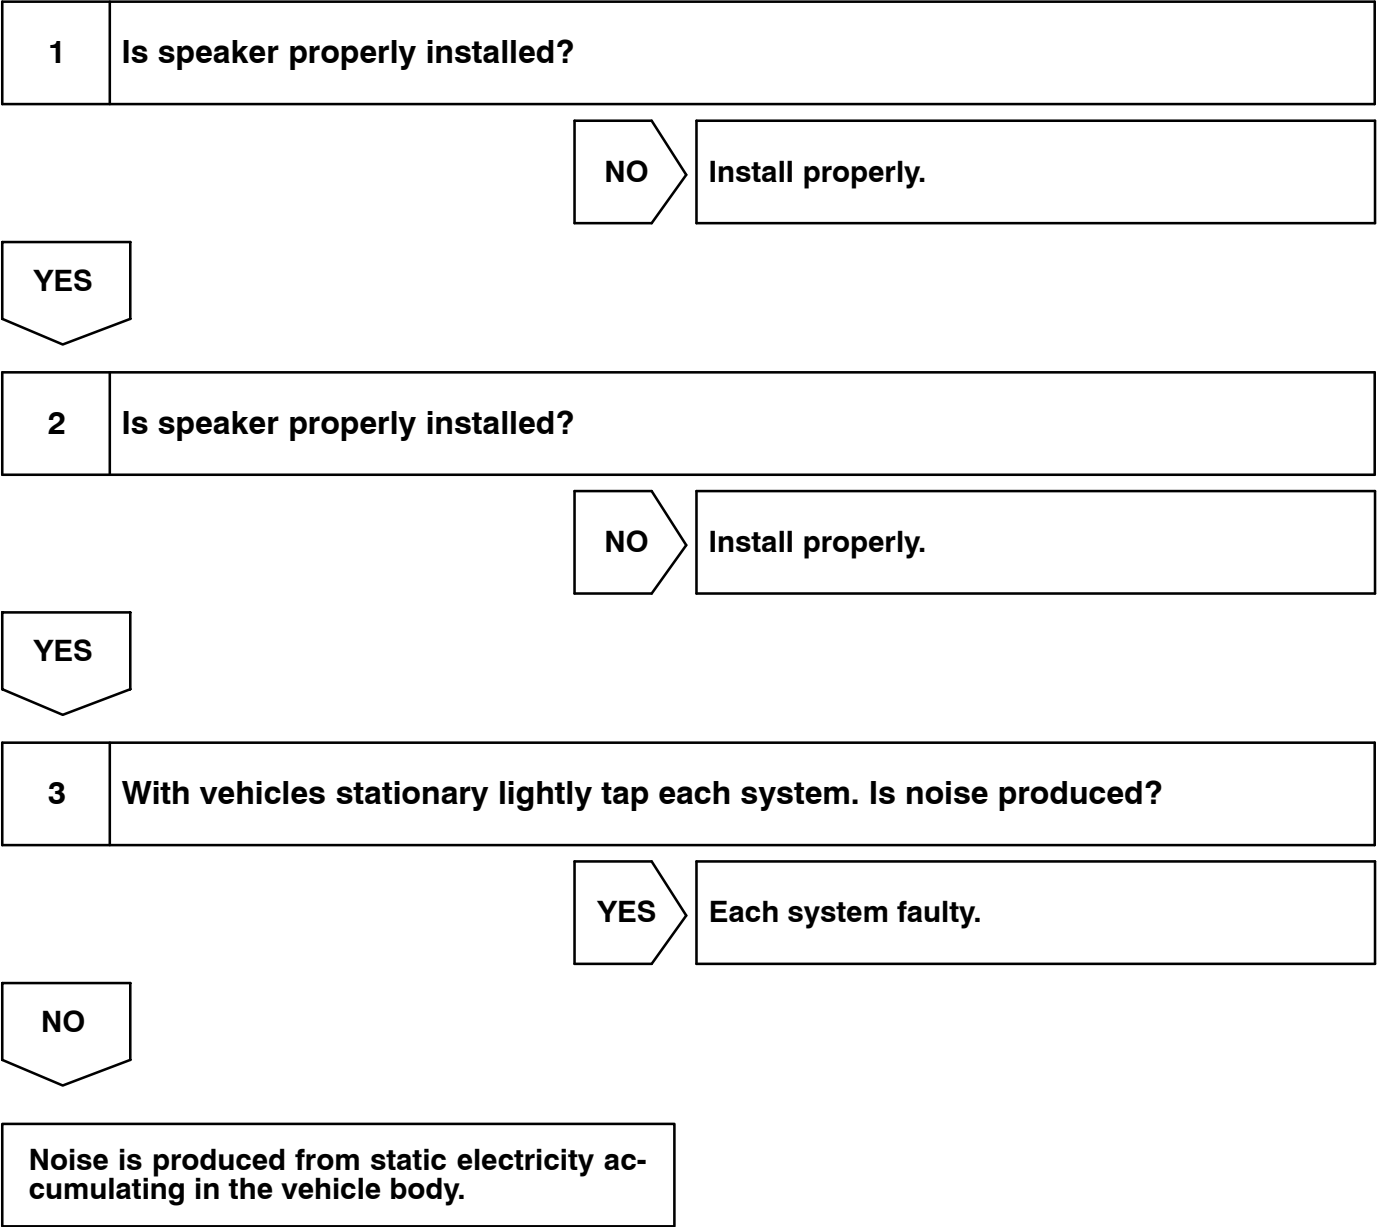 1 Is speaker properly installed?
NO Install properly.
YES
2 Is speaker properly installed?
NO Install properly.
YES
3 With vehicles stationary lightly tap each system. Is noise produced?
YES Each system faulty.
NO
Noise is produced from static electricity ac-
cumulating in the vehicle body.